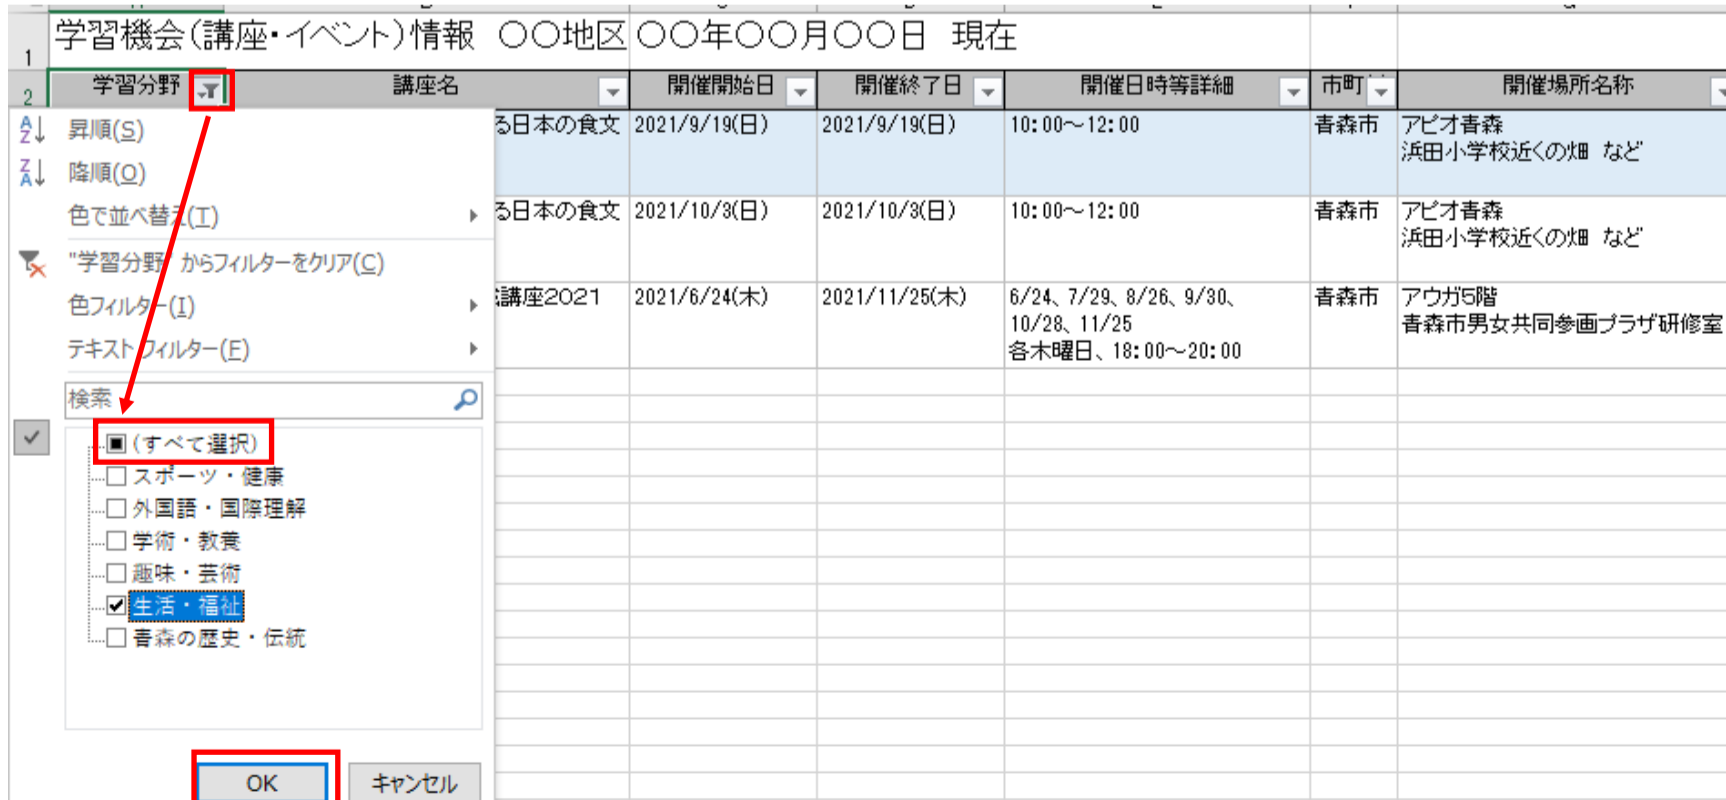 1 学習機会(講座・イベント)情報 〇〇地区 〇〇年〇〇月〇〇日 現在
2 学習分野 講座名 開催開始日 開催終了日 開催日時等詳細 市町 開催場所名称
る日本の食文 2021/9/19(日) 2021/9/19(日) 10:00~12:00 青森市 アピオ青森
浜田小学校近くの畑 など
る日本の食文 2021/10/3(日) 2021/10/3(日) 10:00~12:00 青森市 アピオ青森
浜田小学校近くの畑 など
講座2021 2021/6/24(木) 2021/11/25(木) 6/24、7/29、8/26、9/30、 青森市 アウガ5階
10/28、11/25 青森市男女共同参画プラザ研修室
各木曜日、18:00~20:00
昇順(S)
降順(O)
色で並べ替え(T)
"学習分野" からフィルターをクリア(C)
色フィルター(I)
テキスト フィルター(F)
検索
(すべて選択)
スポーツ・健康
外国語・国際理解
学術・教養
趣味・芸術
生活・福祉
青森の歴史・伝統
OK キャンセル